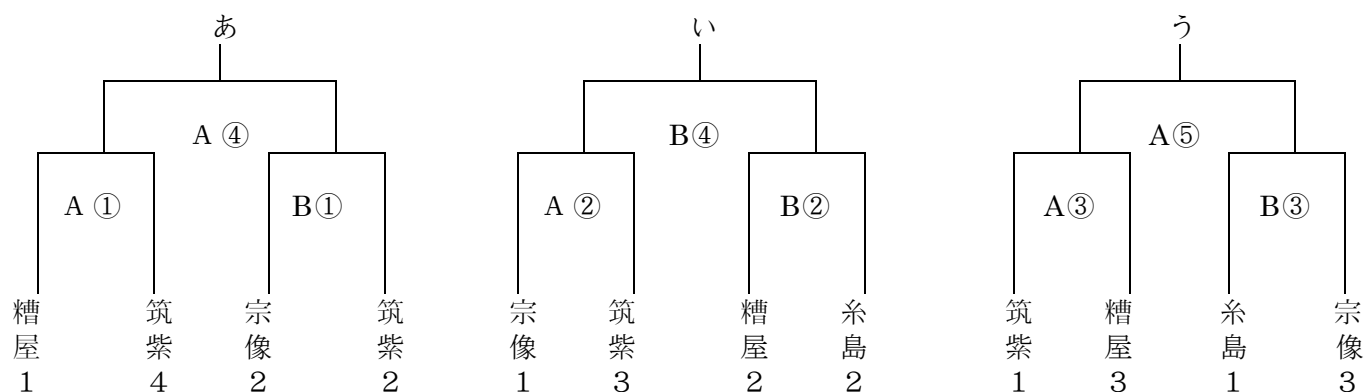 あ
い
う
A ④
B④
A⑤
A ①
B①
A ②
B②
A③
B③
糟屋1
筑紫4
宗像2
筑紫2
宗像1
筑紫3
糟屋2
糸島2
筑紫1
糟屋3
糸島1
宗像3